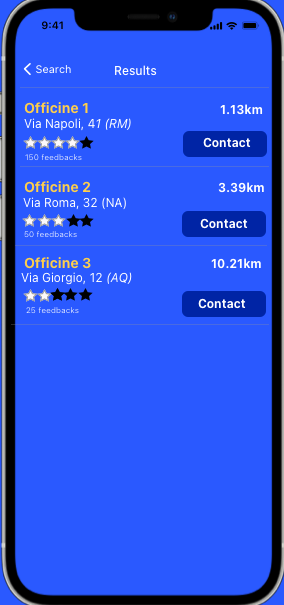 9:41
Search
Results
Officine 1
1.13km
Via Napoli, 41 (RM)
Contact
150 feedbacks
Officine 2
3.39km
Via Roma, 32 (NA)
Contact
50 feedbacks
Officine 3
10.21km
Via Giorgio, 12 (AQ)
Contact
25 feedbacks